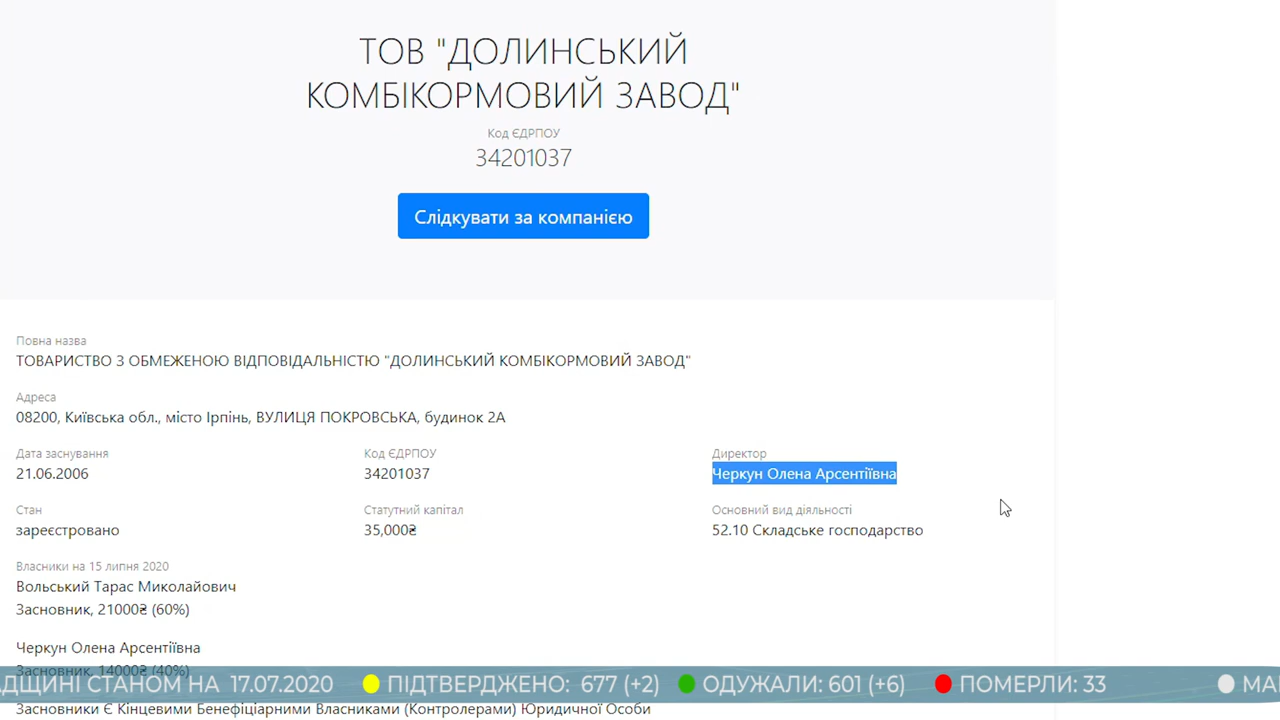 ТОВ "ДОЛИНСЬКИЙ
КОМБІКОРМОВИЙ ЗАВОД"
Код ЄДРПОУ
34201037
Слідкувати за компанією
Повна назва
ТОВАРИСТВО З ОБМЕЖЕНОЮ ВІДПОВІДАЛЬНІСТЮ "ДОЛИНСЬКИЙ КОМБІКОРМОВИЙ ЗАВОД"
Адреса
08200, Київська обл., місто Ірпінь, ВУЛИЦЯ ПОКРОВСЬКА, будинок 2А
Дата заснування
21.06.2006
Код ЄДРПОУ
34201037
Директор
Черкун Олена Арсентіївна
Стан
зареєстровано
Статутний капітал
35,000₴
Основний вид діяльності
52.10 Складське господарство
Власники на 15 липня 2020
Вольський Тарас Миколайович
Засновник, 21000₴ (60%)
Черкун Олена Арсентіївна
Засновник, 14000₴ (40%)
ДЩИНІ СТАНОМ НА 17.07.2020 ПІДТВЕРДЖЕНО: 677 (+2) ОДУЖАЛИ: 601 (+6) ПОМЕРЛИ: 33
Засновники Є Кінцевими Бенефіціарними Власниками (Контролерами) Юридичної Особи